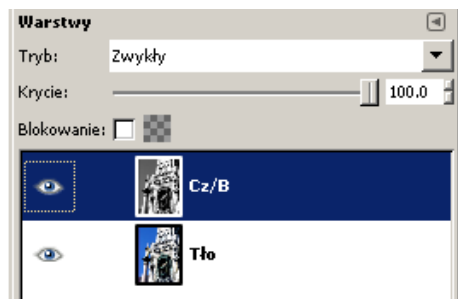 Warstwy
Tryb: Zwykły
Krycie: 100.0
Blokowanie:
Cz/B
Tło